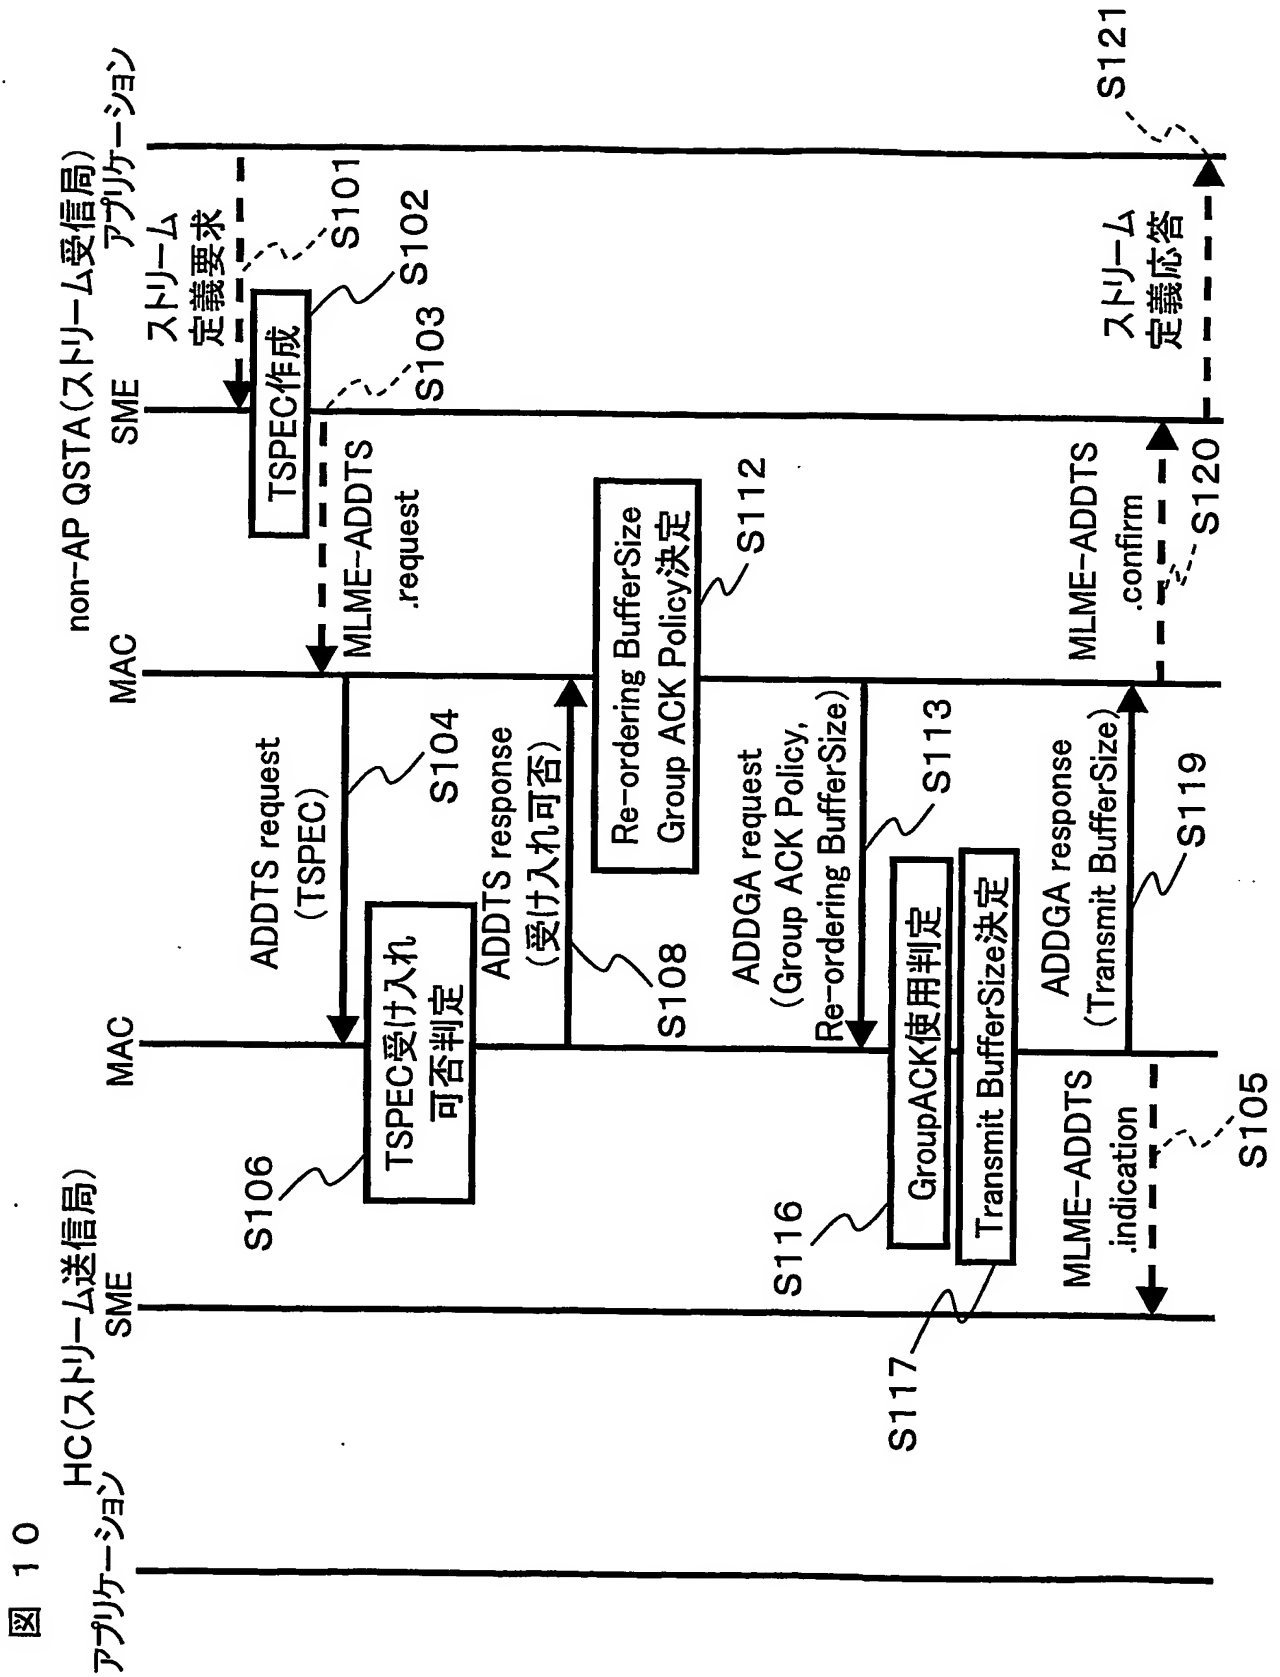 図 10
HC(ストリーム送信局)
non-AP QSTA(ストリーム受信局)
アプリケーション
SME
MAC
MAC
SME
アプリケーション
ストリーム
定義要求
S101
TSPEC作成
S102
S103
MLME-ADDTS
.request
ADDTS request
(TSPEC)
S104
S106
TSPEC受け入れ
可否判定
ADDTS response
(受け入れ可否)
S108
Re-ordering BufferSize
Group ACK Policy決定
S112
ADDGA request
(Group ACK Policy,
Re-ordering BufferSize)
S113
S116
GroupACK使用判定
Transmit BufferSize決定
S117
ADDGA response
(Transmit BufferSize)
S119
MLME-ADDTS
.indication
S105
MLME-ADDTS
.confirm
S120
ストリーム
定義応答
S121